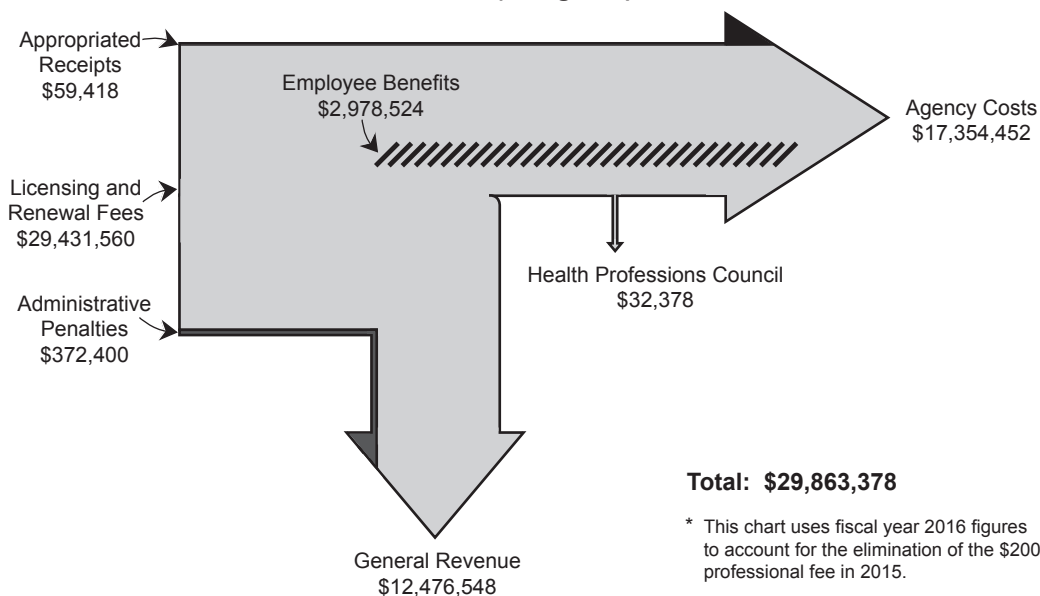 Appropriated
Receipts
$59,418
Employee Benefits
$2,978,524
Agency Costs
$17,354,452
Licensing and
Renewal Fees
$29,431,560
Health Professions Council
$32,378
Administrative
Penalties
$372,400
Total: $29,863,378
* This chart uses fiscal year 2016 figures
to account for the elimination of the $200
professional fee in 2015.
General Revenue
$12,476,548